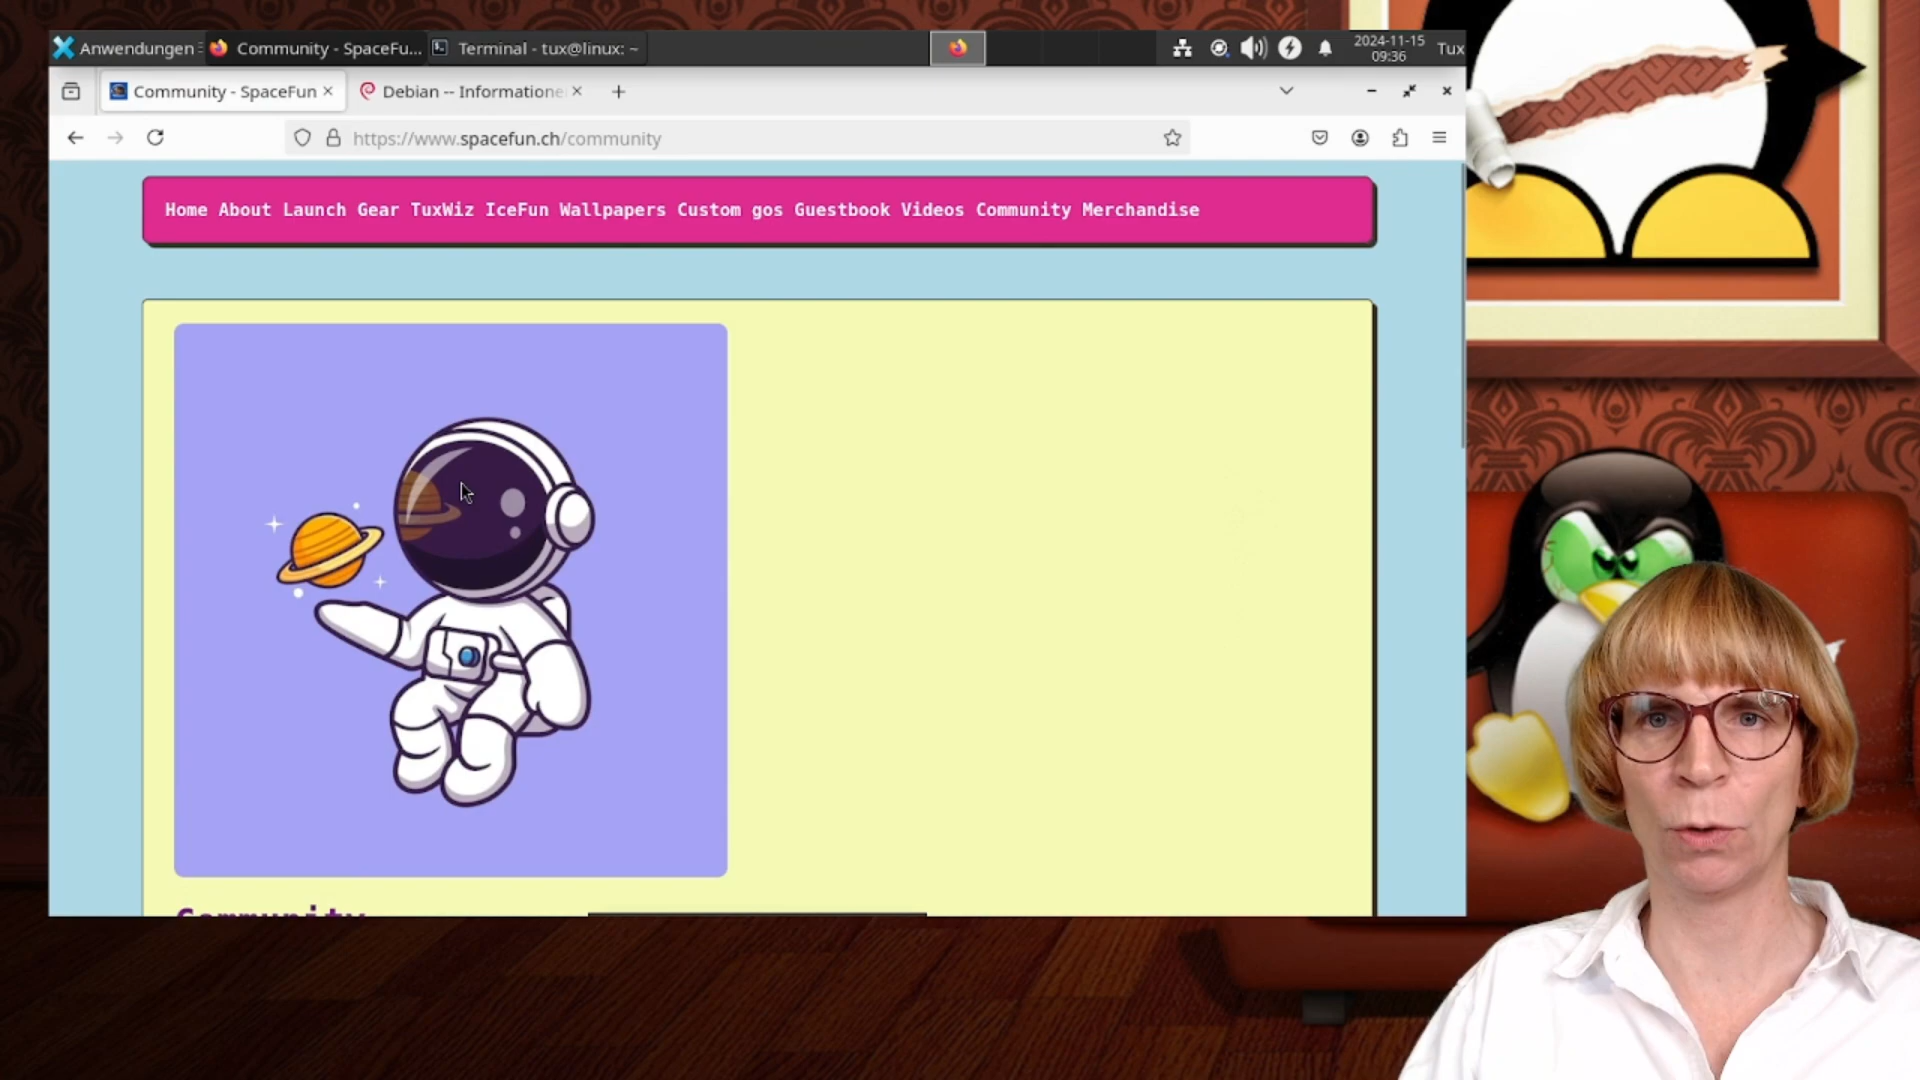 Anwendungen
Community - SpaceFu...
Terminal - tux@linux: ~
2024-11-15
09:36
Tux
Community - SpaceFun
Debian -- Informatione
https://www.spacefun.ch/community
Home About Launch Gear TuxWiz IceFun Wallpapers Custom gos Guestbook Videos Community Merchandise
Community